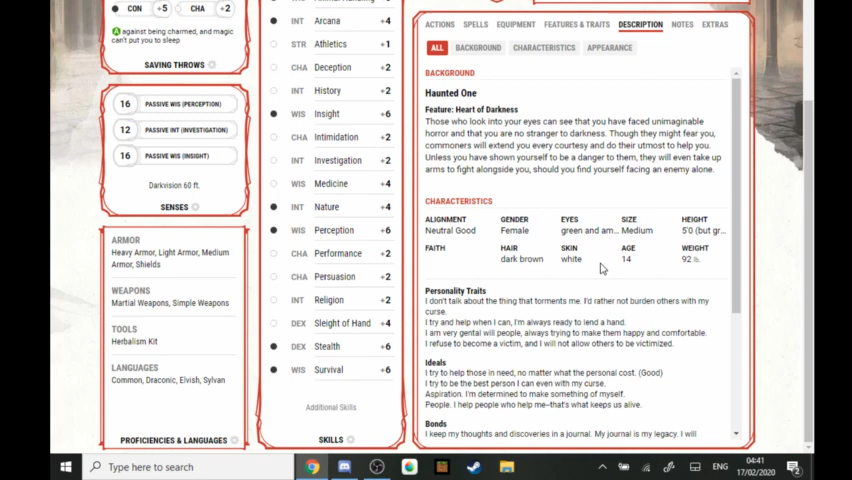 CON +5 CHA +2
against being charmed, and magic
can't put you to sleep
SAVING THROWS
16 PASSIVE WIS (PERCEPTION)
12 PASSIVE INT (INVESTIGATION)
16 PASSIVE WIS (INSIGHT)
Darkvision 60 ft.
SENSES
ARMOR
Heavy Armor, Light Armor, Medium
Armor, Shields
WEAPONS
Martial Weapons, Simple Weapons
TOOLS
Herbalism Kit
LANGUAGES
Common, Draconic, Elvish, Sylvan
PROFICIENCIES & LANGUAGES
INT Arcana +4
STR Athletics +1
CHA Deception +2
INT History +2
WIS Insight +6
CHA Intimidation +2
INT Investigation +2
WIS Medicine +4
INT Nature +4
WIS Perception +6
CHA Performance +2
CHA Persuasion +2
INT Religion +2
DEX Sleight of Hand +4
DEX Stealth +6
WIS Survival +6
Additional Skills
SKILLS
ACTIONS SPELLS EQUIPMENT FEATURES & TRAITS DESCRIPTION NOTES EXTRAS
ALL BACKGROUND CHARACTERISTICS APPEARANCE
BACKGROUND
Haunted One
Feature: Heart of Darkness
Those who look into your eyes can see that you have faced unimaginable
horror and that you are no stranger to darkness. Though they might fear you,
commoners will extend you every courtesy and do their utmost to help you.
Unless you have shown yourself to be a danger to them, they will even take up
arms to fight alongside you, should you find yourself facing an enemy alone.
CHARACTERISTICS
ALIGNMENT GENDER EYES SIZE HEIGHT
Neutral Good Female green and am... Medium 5'0 (but gr...
FAITH HAIR SKIN AGE WEIGHT
dark brown white 14 92 lb.
Personality Traits
I don't talk about the thing that torments me. I'd rather not burden others with my
curse.
I try and help when I can, I'm always ready to lend a hand.
I am very genital will people, always trying to make them happy and comfortable.
I refuse to become a victim, and I will not allow others to be victimized.
Ideals
I try to help those in need, no matter what the personal cost. (Good)
I try to be the best person I can even with my curse.
Aspiration. I'm determined to make something of myself.
People. I help people who help me–that's what keeps us alive.
Bonds
I keep my thoughts and discoveries in a journal. My journal is my legacy. I will
Type here to search
ENG
04:41
17/02/2020
2